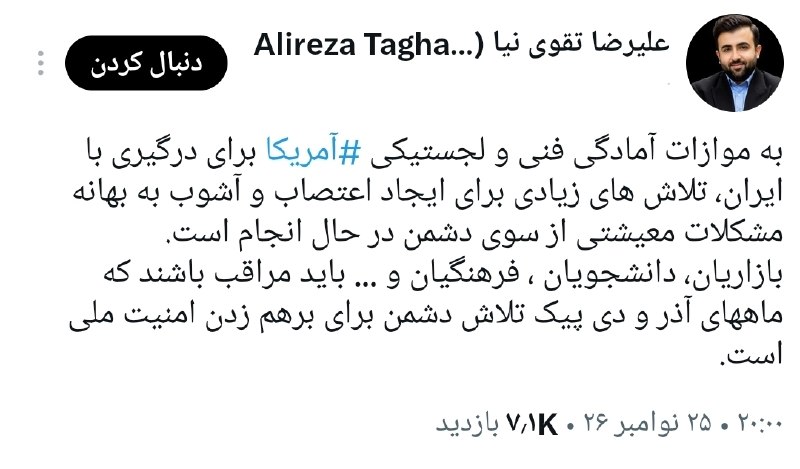 علیرضا تقوی نیا (...Alireza Tagha
دنبال کردن
به موازات آمادگی فنی و لجستیکی #آمریکا برای درگیری با
ایران، تلاش های زیادی برای ایجاد اعتصاب و آشوب به بهانه
مشکلات معیشتی از سوی دشمن در حال انجام است.
بازاریان، دانشجویان ، فرهنگیان و ... باید مراقب باشند که
ماههای آذر و دی پیک تلاش دشمن برای برهم زدن امنیت ملی
است.
۲۰:۰۰ • ۲۵ نوامبر ۲۶ • ۷٫۱K بازدید